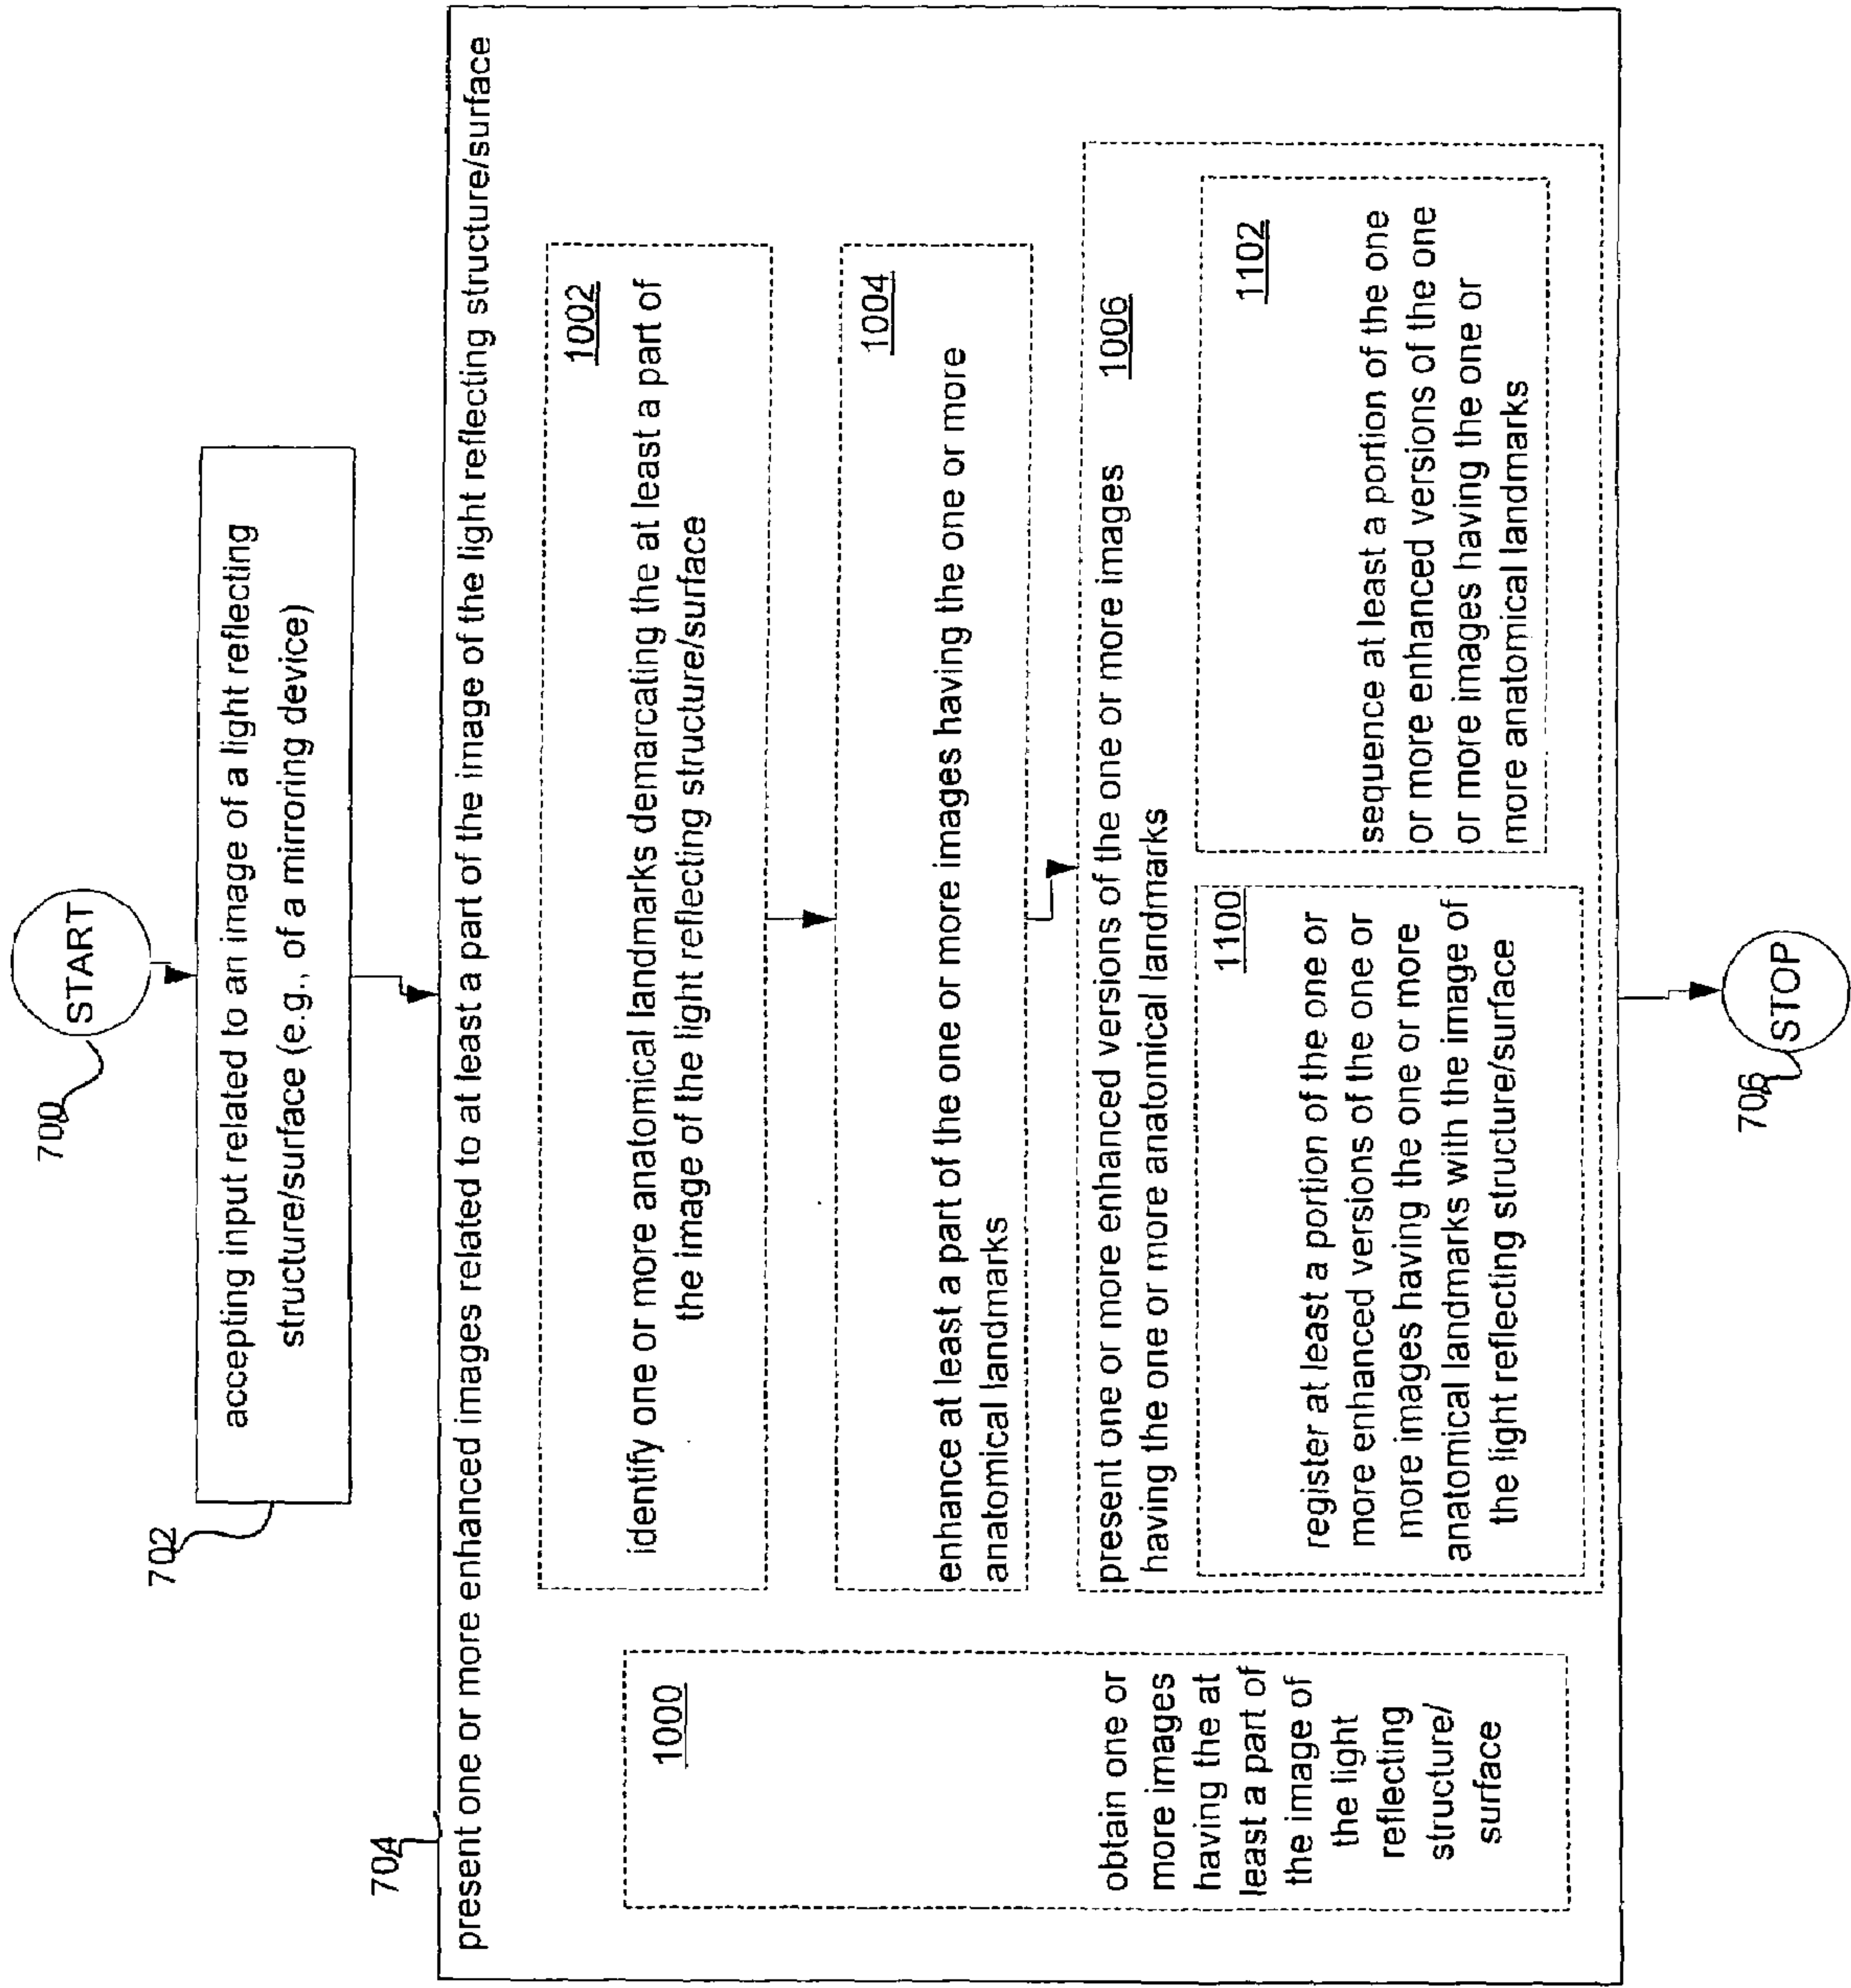 700
START
702
accepting input related to an image of a light reflecting
structure/surface (e.g., of a mirroring device)
704
present one or more enhanced images related to at least a part of the image of the light reflecting structure/surface
1000
obtain one or
more images
having the at
least a part of
the image of
the light
reflecting
structure/
surface
1002
identify one or more anatomical landmarks demarcating the at least a part of
the image of the light reflecting structure/surface
1004
enhance at least a part of the one or more images having the one or more
anatomical landmarks
1006
present one or more enhanced versions of the one or more images
having the one or more anatomical landmarks
1100
register at least a portion of the one or
more enhanced versions of the one or
more images having the one or more
anatomical landmarks with the image of
the light reflecting structure/surface
1102
sequence at least a portion of the one
or more enhanced versions of the one
or more images having the one or
more anatomical landmarks
706
STOP